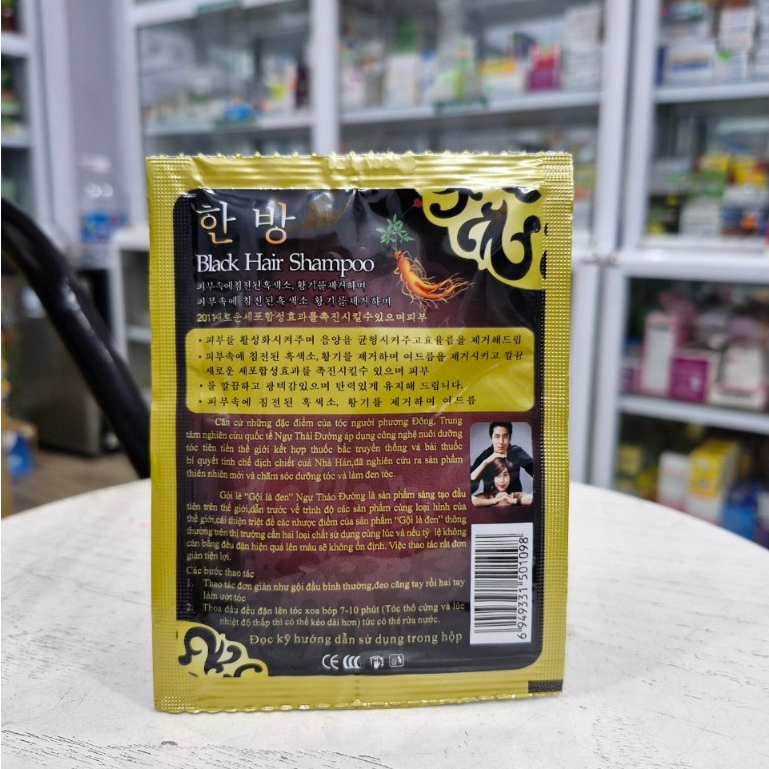 한 방
Black Hair Shampoo
피부속에침전된흑색소, 황기를제거하며
피부속에 침전된흑색소 황기를제거하며
2011새로운세포합성효과를촉진시킬수있으며피부
• 피부를 활성화시켜주며 음양을 균형시켜주고효율름을 제거해드립
• 피부속에 침전된 흑색소,황기를 제거하며 여드름을 제거시키고 깔끔
새로운 세포합성효과를 촉진시킬수 있으며 피부
• 를 깔끔하고 광택감있으며 탄력있게 유지해 드립니다.
• 피부속에 침전된 흑색소, 황기를 제거하며 여드름
Căn cứ những đặc điểm của tóc người phương Đông, Trung
tâm nghiên cứu quốc tế Ngự Thái Đường áp dụng công nghệ nuôi dưỡng
tóc tiên tiến thế giới kết hợp thuốc bắc truyền thống và bài thuốc
bí quyết tinh chế dịch chiết cuả Nhà Hán,đã nghiên cứu ra sản phẩm
thiên nhiên mới và chăm sóc dưỡng tóc và làm đen tóc.
Gói lẻ “Gội là đen” Ngự Thảo Đường là sản phẩm sáng tạo đầu
tiên trên thế giới,dẫn trước về trình độ các sản phẩm cùng loại hình của
thế giới,cải thiện triệt để các nhược điểm của sản phẩm “Gội là đen” thông
thường trên thị trường cần hai loại chất sử dụng cùng lúc và nếu tỷ lệ không
cân bằng đều đặn hiệu quả lên mầu sẽ không ổn định. Việc thao tác rất đơn
giản tiện lợi.
Các bước thao tác
1. Thao tác đơn giản như gội đầu bình thường,đeo căng tay rồi hai tay
làm ướt tóc
2. Thoa dầu đều đặn lên tóc xoa bóp 7-10 phút (Tóc thô cứng và lúc
nhiệt độ thấp thì có thể kéo dài hơn) tức có thể rửa nước.
Đọc kỹ hướng dẫn sử dụng trong hộp
CE CCC
6 949331 501098